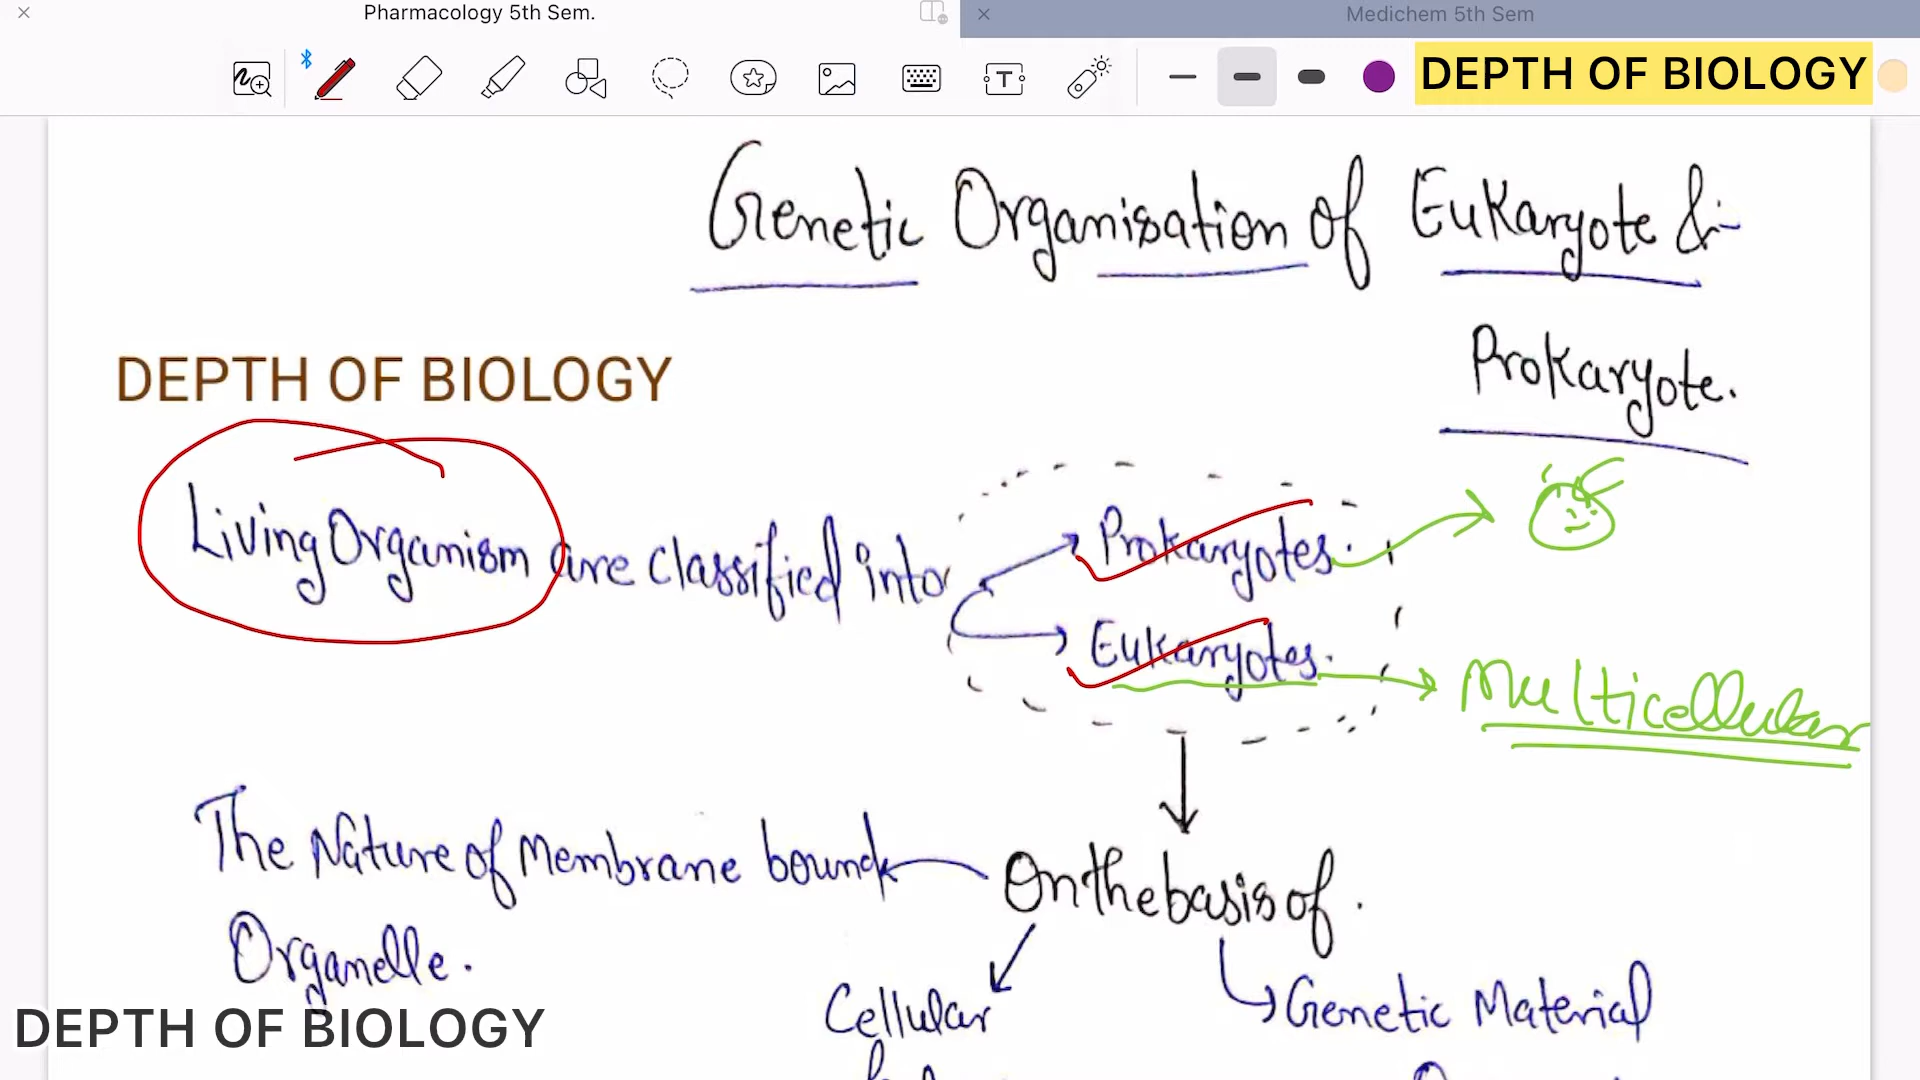 Pharmacology 5th Sem.
Medichem 5th Sem
DEPTH OF BIOLOGY
Genetic Organisation of Eukaryote &
Prokaryote.
DEPTH OF BIOLOGY
Living Organism are classified into
Prokaryotes.
Eukaryotes.
Multicellular
The Nature of Membrane bound
Organelle.
On the basis of
Cellular
Genetic Material
DEPTH OF BIOLOGY